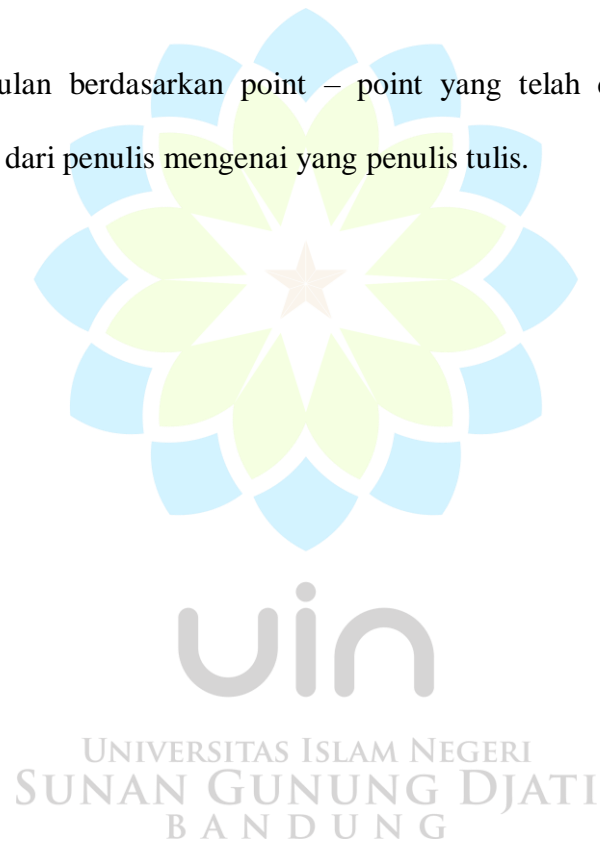 ulan berdasarkan point – point yang telah
dari penulis mengenai yang penulis tulis.
uin
UNIVERSITAS ISLAM NEGERI
SUNAN GUNUNG DJATI
BANDUNG